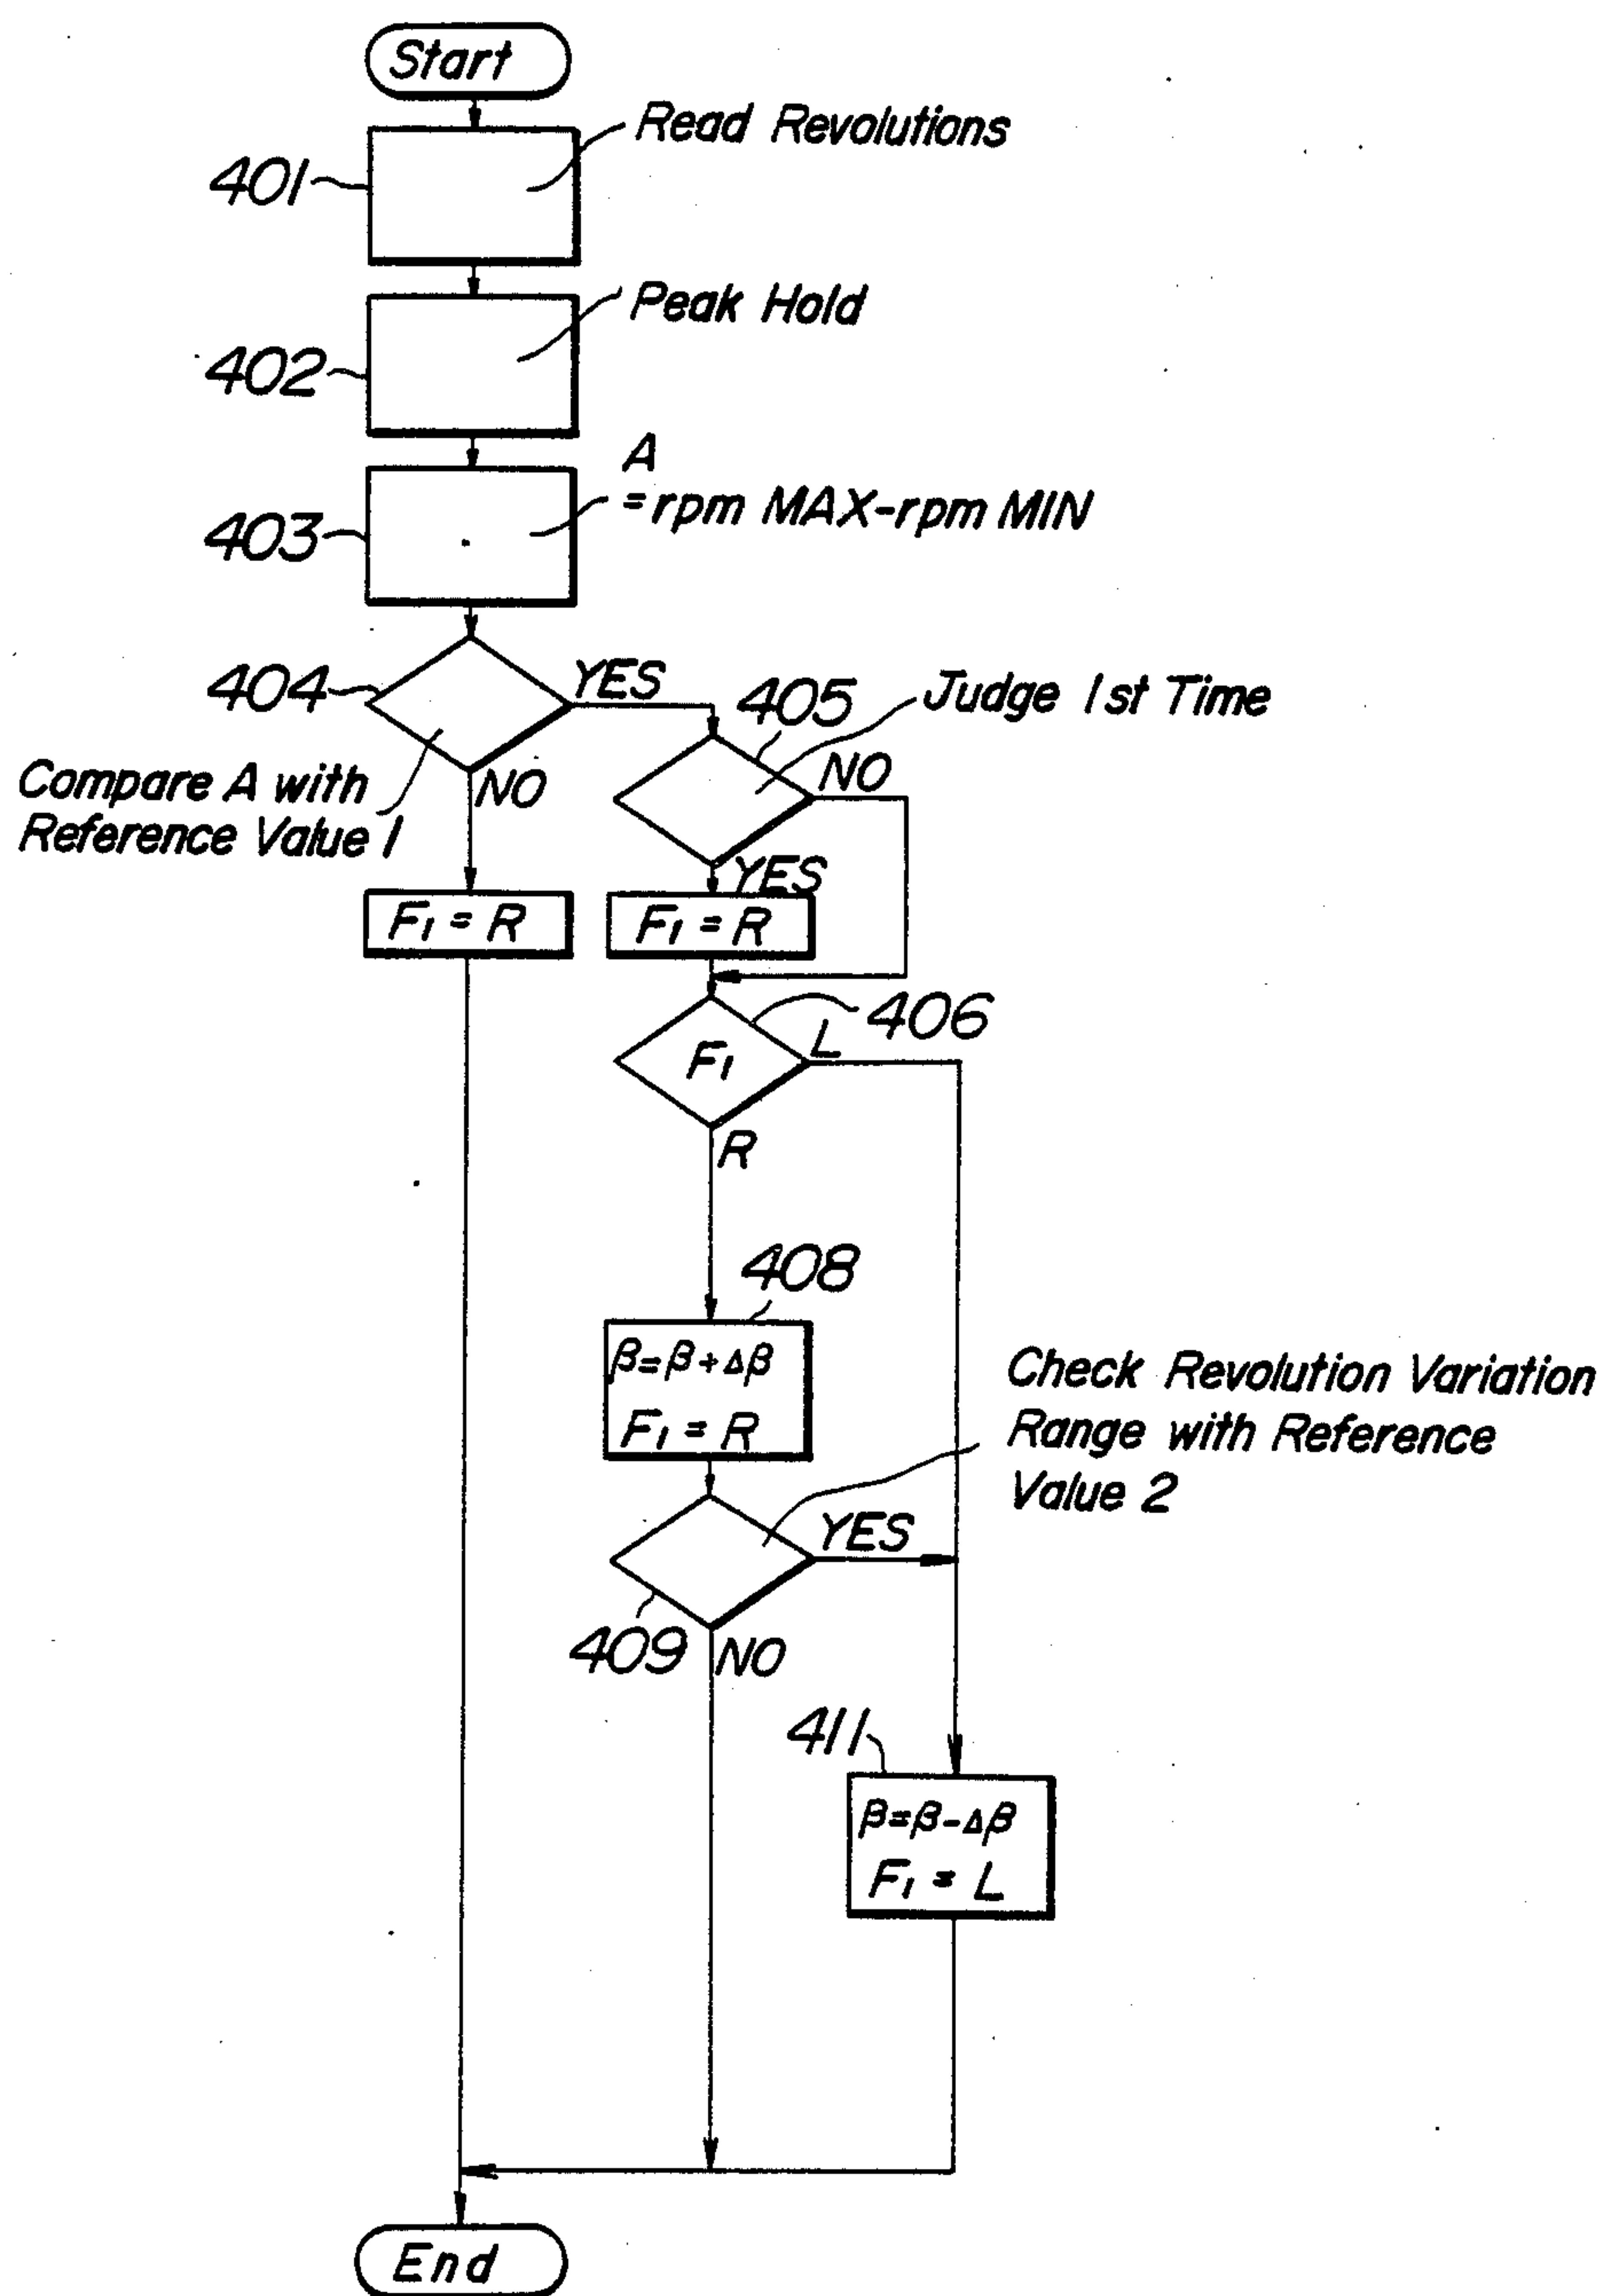 Start
Read Revolutions
401
Peak Hold
402
A
=rpm MAX-rpm MIN
403
404
YES
405
Judge 1st Time
Compare A with
Reference Value 1
NO
NO
YES
F1 = R
F1 = R
406
F1
L
R
408
β=β+Δβ
F1 = R
Check Revolution Variation
Range with Reference
Value 2
YES
409
NO
411
β=β-Δβ
F1 = L
End